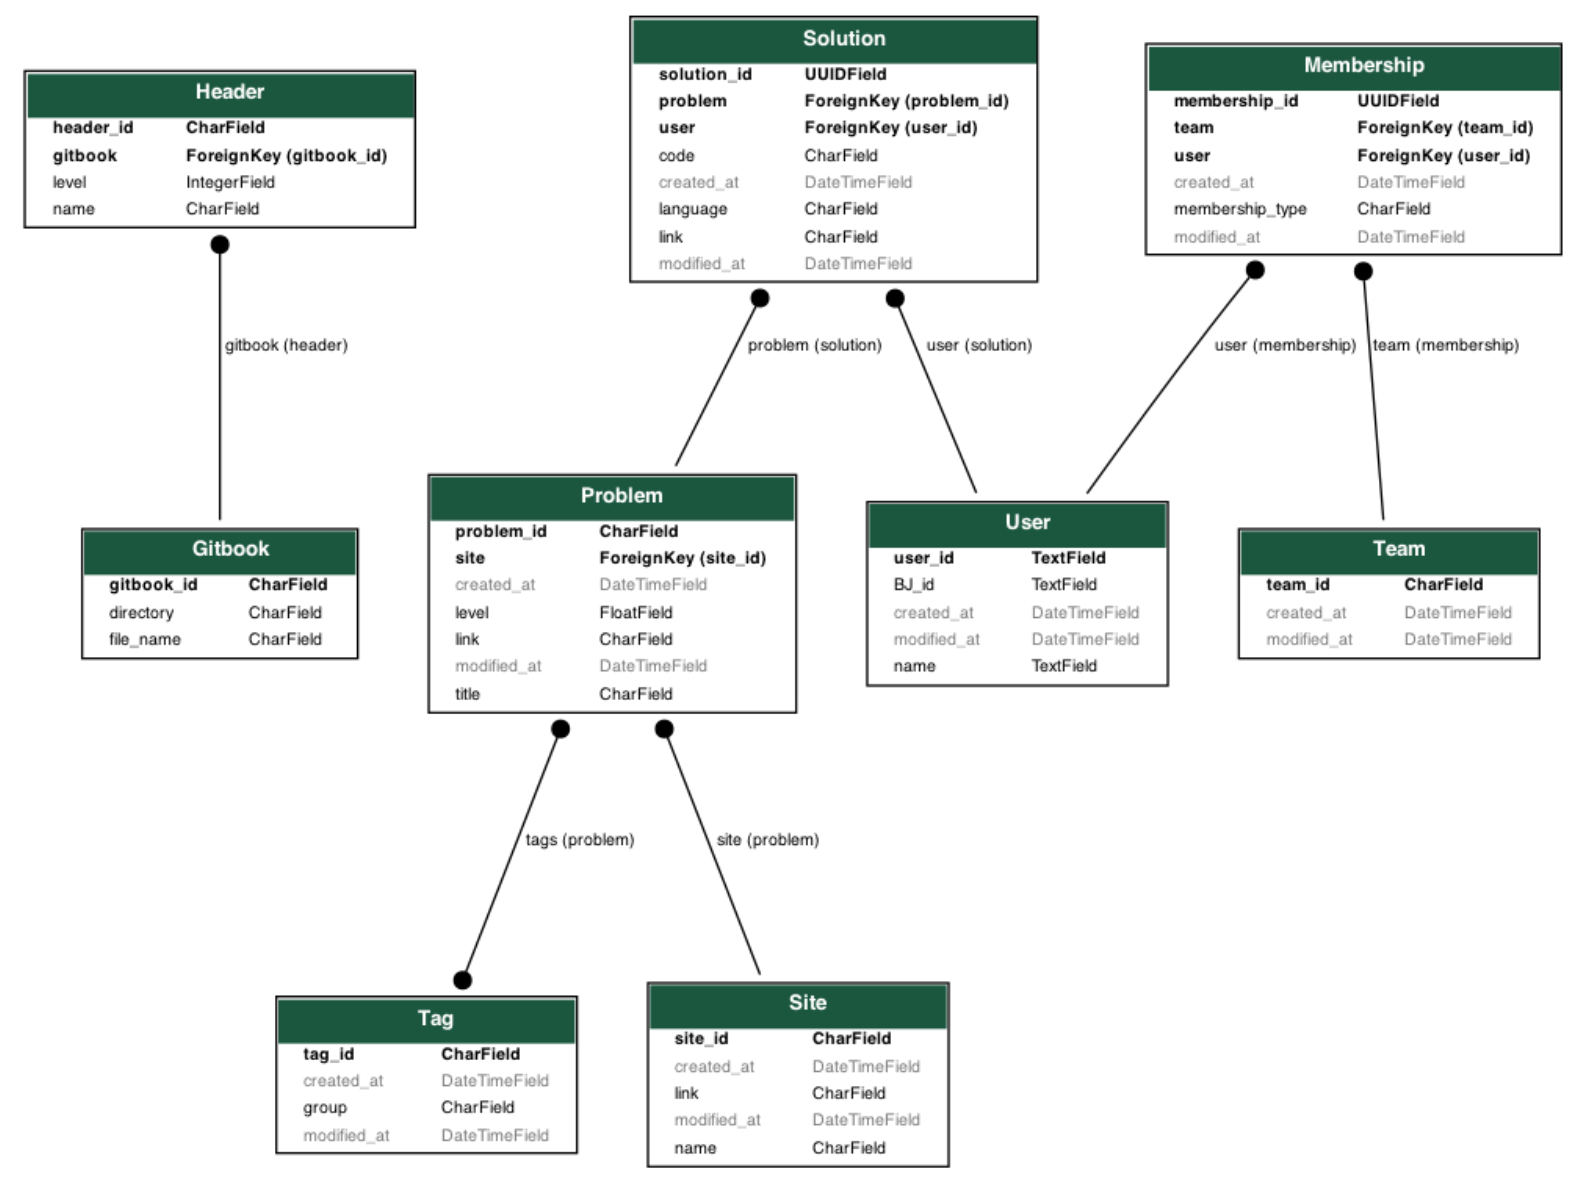 Solution
solution_id UUIDField
problem ForeignKey (problem_id)
user ForeignKey (user_id)
code CharField
created_at DateTimeField
language CharField
link CharField
modified_at DateTimeField
Membership
membership_id UUIDField
team ForeignKey (team_id)
user ForeignKey (user_id)
created_at DateTimeField
membership_type CharField
modified_at DateTimeField
Header
header_id CharField
gitbook ForeignKey (gitbook_id)
level IntegerField
name CharField
gitbook (header)
problem (solution)
user (solution)
user (membership)
team (membership)
Gitbook
gitbook_id CharField
directory CharField
file_name CharField
Problem
problem_id CharField
site ForeignKey (site_id)
created_at DateTimeField
level FloatField
link CharField
modified_at DateTimeField
title CharField
User
user_id TextField
BJ_id TextField
created_at DateTimeField
modified_at DateTimeField
name TextField
Team
team_id CharField
created_at DateTimeField
modified_at DateTimeField
tags (problem)
site (problem)
Tag
tag_id CharField
created_at DateTimeField
group CharField
modified_at DateTimeField
Site
site_id CharField
created_at DateTimeField
link CharField
modified_at DateTimeField
name CharField